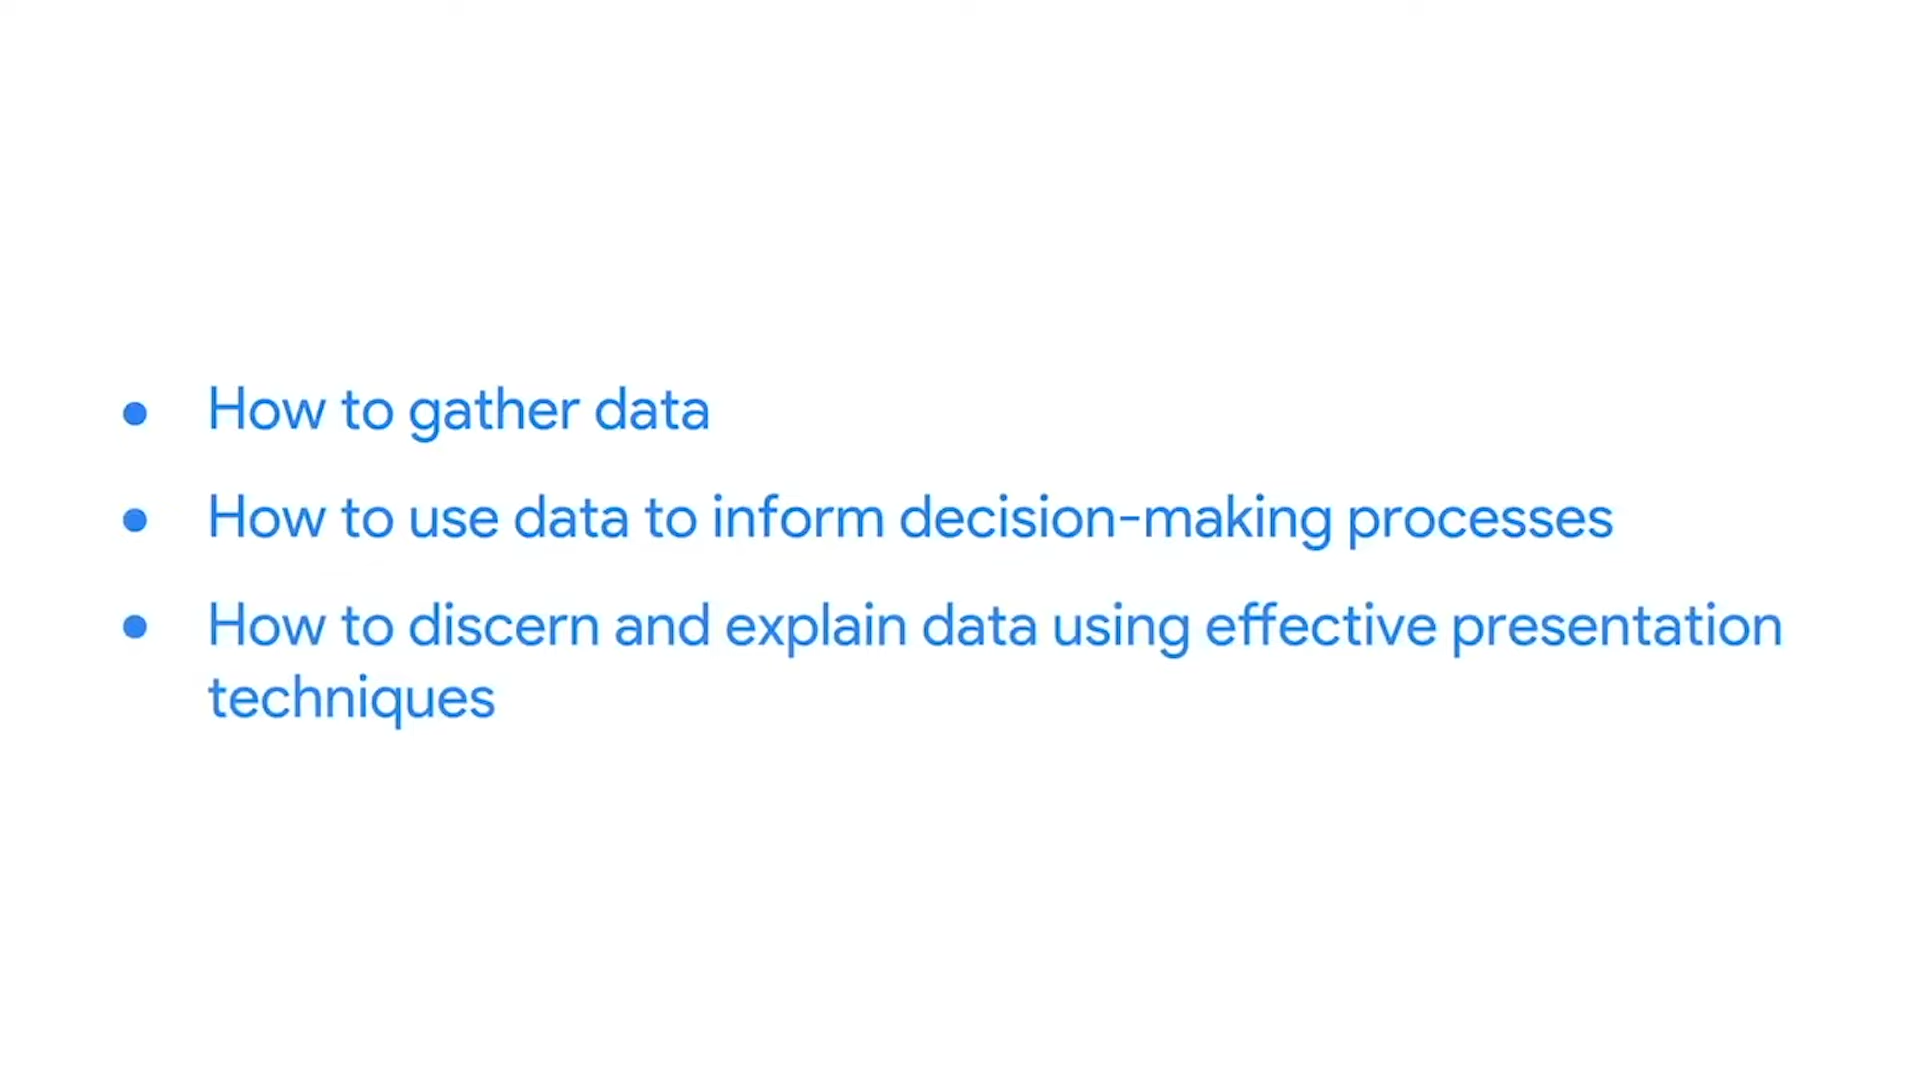 ● How to gather data
● How to use data to inform decision-making processes
● How to discern and explain data using effective presentation
techniques